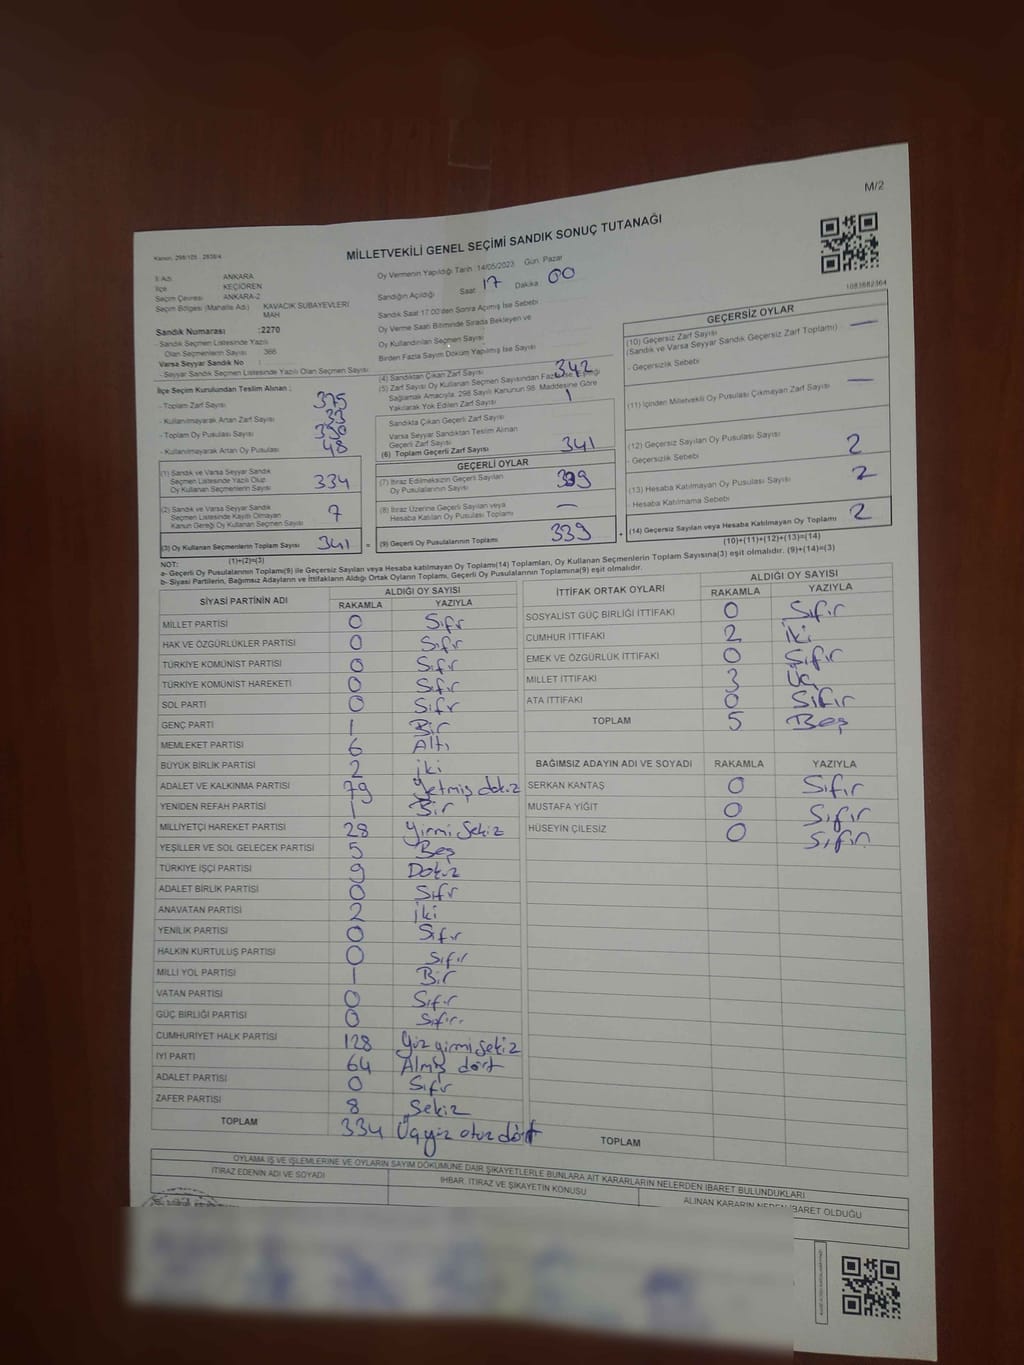 M/2
MİLLETVEKİLİ GENEL SEÇİMİ SANDIK SONUÇ TUTANAĞI
1083682364
İl Adı ANKARA
İlçe KEÇİÖREN
Seçim Çevresi ANKARA-2
Seçim Bölgesi (Mahalle Adı) KAVACIK SUBAYEVLERİ MAH
Sandık Numarası :2270
- Sandık Seçmen Listesinde Yazılı
Olan Seçmenlerin Sayısı 366
Varsa Seyyar Sandık No :
- Seyyar Sandık Seçmen Listesinde Yazılı Olan Seçmen Sayısı
Oy Vermenin Yapıldığı Tarih : 14/05/2023 Gün: Pazar
Sandığın Açıldığı Saat: 17 Dakika: 00
Sandık Saat 17:00'den Sonra Açılmış İse Sebebi
Oy Verme Saati Bitiminde Sırada Bekleyen ve
Oy Kullandırılan Seçmen Sayısı
Birden Fazla Sayım Döküm Yapılmış İse Sayısı
İlçe Seçim Kurulundan Teslim Alınan ;
- Toplam Zarf Sayısı 375
- Kullanılmayarak Artan Zarf Sayısı 33
- Toplam Oy Pusulası Sayısı
- Kullanılmayarak Artan Oy Pusulası 48
(1) Sandık ve Varsa Seyyar Sandık
Seçmen Listesinde Yazılı Olup
Oy Kullanan Seçmenlerin Sayısı 334
(2) Sandık ve Varsa Seyyar Sandık
Seçmen Listesinde Kayıtlı Olmayan
Kanun Gereği Oy Kullanan Seçmen Sayısı 7
(3) Oy Kullanan Seçmenlerin Toplam Sayısı 341
(1)+(2)=(3)
(4) Sandıktan Çıkan Zarf Sayısı 342
(5) Zarf Sayısı Oy Kullanan Seçmen Sayısından Fazla İse Eşitliği
Sağlamak Amacıyla, 298 Sayılı Kanunun 98. Maddesine Göre
Yakılarak Yok Edilen Zarf Sayısı 1
Sandıkta Çıkan Geçerli Zarf Sayısı
Varsa Seyyar Sandıktan Teslim Alınan
Geçerli Zarf Sayısı
(6) Toplam Geçerli Zarf Sayısı 341
GEÇERLİ OYLAR
(7) İtiraz Edilmeksizin Geçerli Sayılan
Oy Pusulalarının Sayısı 339
(8) İtiraz Üzerine Geçerli Sayılan veya
Hesaba Katılan Oy Pusulası Toplamı —
(9) Geçerli Oy Pusulalarının Toplamı 339
GEÇERSİZ OYLAR
(10) Geçersiz Zarf Sayısı —
(Sandık ve Varsa Seyyar Sandık Geçersiz Zarf Toplamı)
- Geçersizlik Sebebi
(11) İçinden Milletvekili Oy Pusulası Çıkmayan Zarf Sayısı —
(12) Geçersiz Sayılan Oy Pusulası Sayısı 2
- Geçersizlik Sebebi
(13) Hesaba Katılmayan Oy Pusulası Sayısı 2
- Hesaba Katılmama Sebebi
(14) Geçersiz Sayılan veya Hesaba Katılmayan Oy Toplamı 2
(10)+(11)+(12)+(13)=(14)
NOT:
a- Geçerli Oy Pusulalarının Toplamı(9) ile Geçersiz Sayılan veya Hesaba katılmayan Oy Toplamı(14) Toplamları, Oy Kullanan Seçmenlerin Toplam Sayısına(3) eşit olmalıdır. (9)+(14)=(3)
b- Siyasi Partilerin, Bağımsız Adayların ve İttifakların Aldığı Ortak Oyların Toplamı, Geçerli Oy Pusulalarının Toplamına(9) eşit olmalıdır.
SİYASİ PARTİNİN ADI ALDIĞI OY SAYISI
RAKAMLA YAZIYLA
MİLLET PARTİSİ 0 Sıfır
HAK VE ÖZGÜRLÜKLER PARTİSİ 0 Sıfır
TÜRKİYE KOMÜNİST PARTİSİ 0 Sıfır
TÜRKİYE KOMÜNİST HAREKETİ 0 Sıfır
SOL PARTİ 0 Sıfır
GENÇ PARTİ 1 Bir
MEMLEKET PARTİSİ 6 Altı
BÜYÜK BİRLİK PARTİSİ 2 iki
ADALET VE KALKINMA PARTİSİ 79 Yetmiş dokuz
YENİDEN REFAH PARTİSİ 1 Bir
MİLLİYETÇİ HAREKET PARTİSİ 28 Yirmi Sekiz
YEŞİLLER VE SOL GELECEK PARTİSİ 5 Beş
TÜRKİYE İŞÇİ PARTİSİ 9 Dokuz
ADALET BİRLİK PARTİSİ 0 Sıfır
ANAVATAN PARTİSİ 2 iki
YENİLİK PARTİSİ 0 Sıfır
HALKIN KURTULUŞ PARTİSİ 0 Sıfır
MİLLİ YOL PARTİSİ 1 Bir
VATAN PARTİSİ 0 Sıfır
GÜÇ BİRLİĞİ PARTİSİ 0 Sıfır
CUMHURİYET HALK PARTİSİ 128 Yüz yirmi sekiz
İYİ PARTİ 64 Almış dört
ADALET PARTİSİ 0 Sıfır
ZAFER PARTİSİ 8 Sekiz
TOPLAM 334 Üçyüz otuz dört
İTTİFAK ORTAK OYLARI ALDIĞI OY SAYISI
RAKAMLA YAZIYLA
SOSYALİST GÜÇ BİRLİĞİ İTTİFAKI 0 Sıfır
CUMHUR İTTİFAKI 2 iki
EMEK VE ÖZGÜRLÜK İTTİFAKI 0 Sıfır
MİLLET İTTİFAKI 3 Üç
ATA İTTİFAKI 0 Sıfır
TOPLAM 5 Beş
BAĞIMSIZ ADAYIN ADI VE SOYADI RAKAMLA YAZIYLA
SERKAN KANTAŞ 0 Sıfır
MUSTAFA YİĞİT 0 Sıfır
HÜSEYİN ÇİLESİZ 0 Sıfır
TOPLAM
OYLAMA İŞ VE İŞLEMLERİNE VE OYLARIN SAYIM DÖKÜMÜNE DAİR ŞİKAYETLERLE BUNLARA AİT KARARLARIN NELERDEN İBARET BULUNDUKLARI
İTİRAZ EDENİN ADI VE SOYADI
İHBAR, İTİRAZ VE ŞİKAYETİN KONUSU
ALINAN KARARIN NEDEN İBARET OLDUĞU